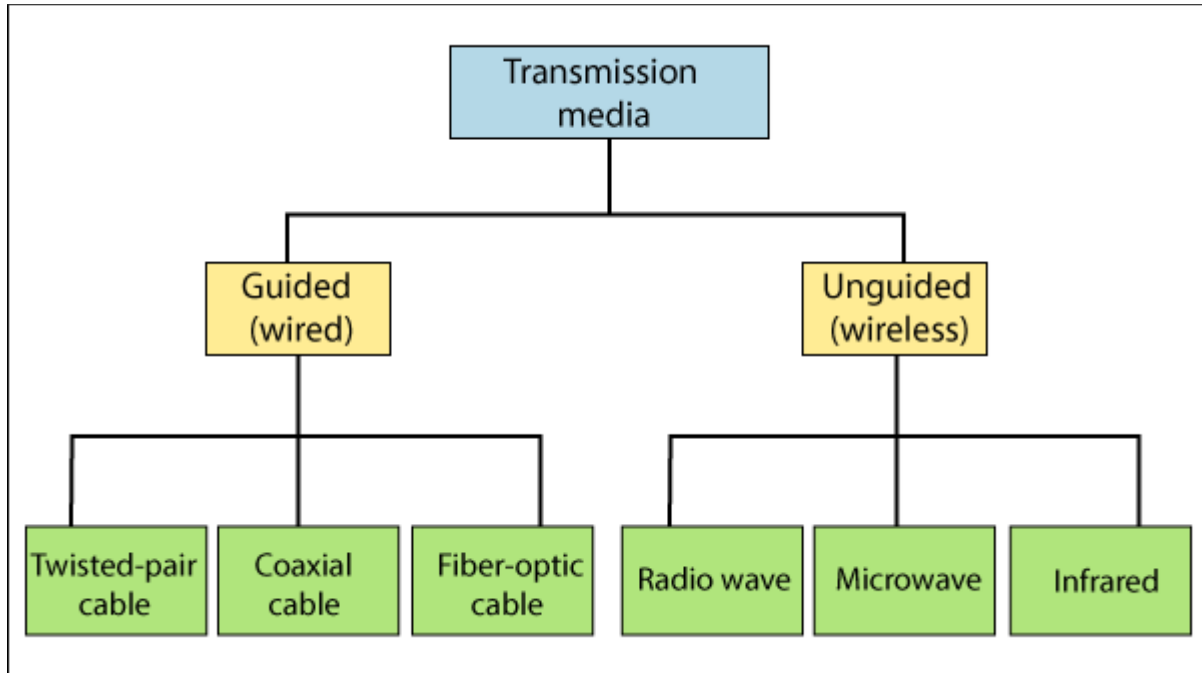 Transmission
media
Guided
(wired)
Unguided
(wireless)
Twisted-pair
cable
Coaxial
cable
Fiber-optic
cable
Radio wave
Microwave
Infrared